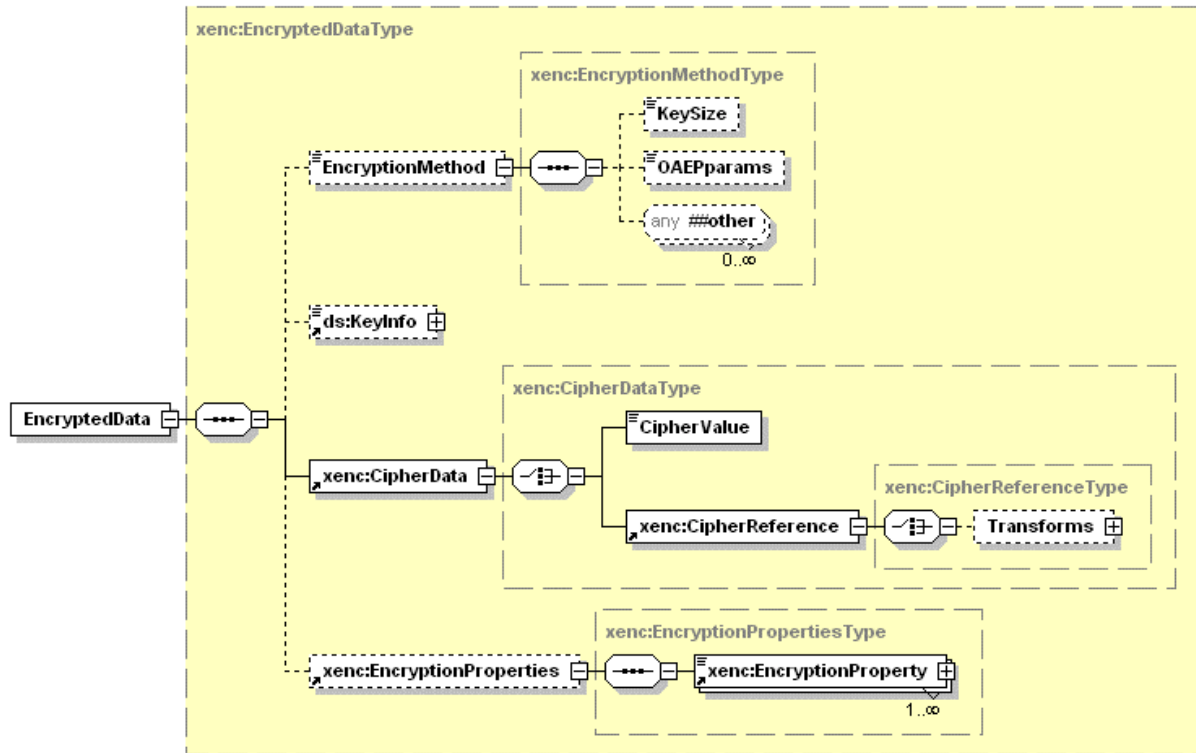 xenc:EncryptedDataType
xenc:EncryptionMethodType
KeySize
EncryptionMethod
OAEPparams
any ##other
0..∞
ds:KeyInfo
xenc:CipherDataType
EncryptedData
CipherValue
xenc:CipherData
xenc:CipherReferenceType
xenc:CipherReference
Transforms
xenc:EncryptionPropertiesType
xenc:EncryptionProperties
xenc:EncryptionProperty
1..∞